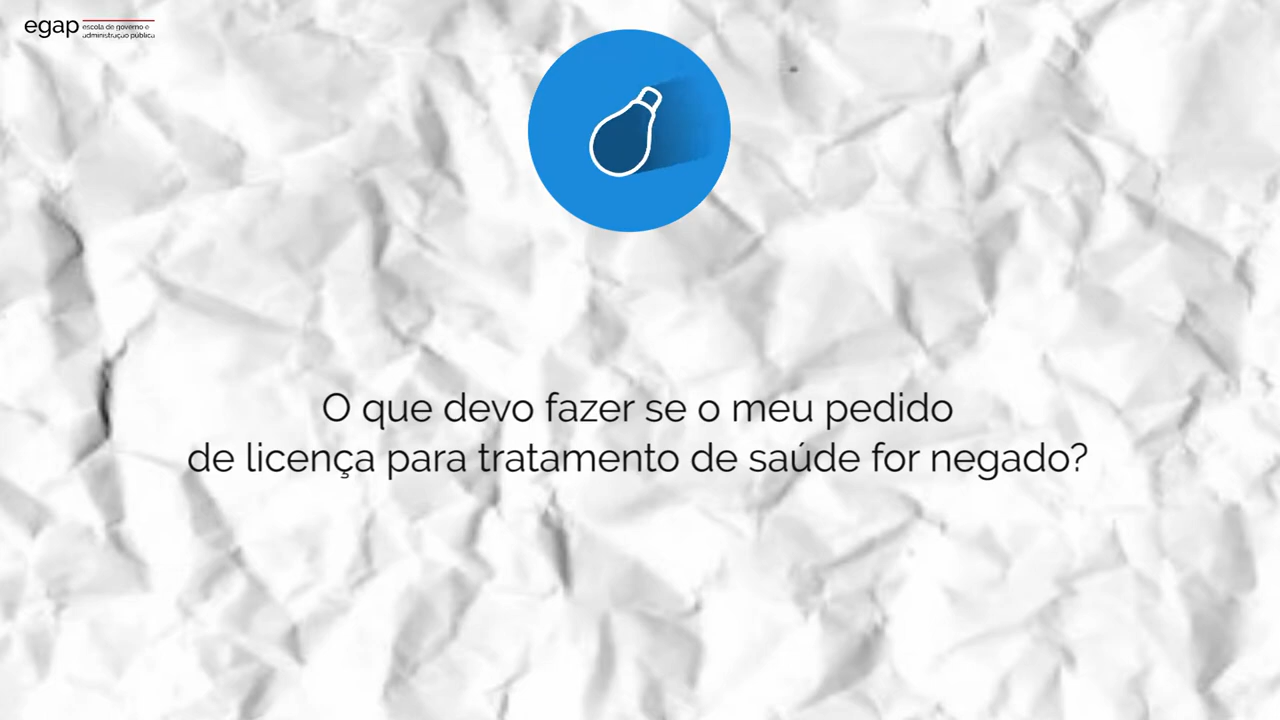 egap
escola de governo e
administração pública
O que devo fazer se o meu pedido
de licença para tratamento de saúde for negado?